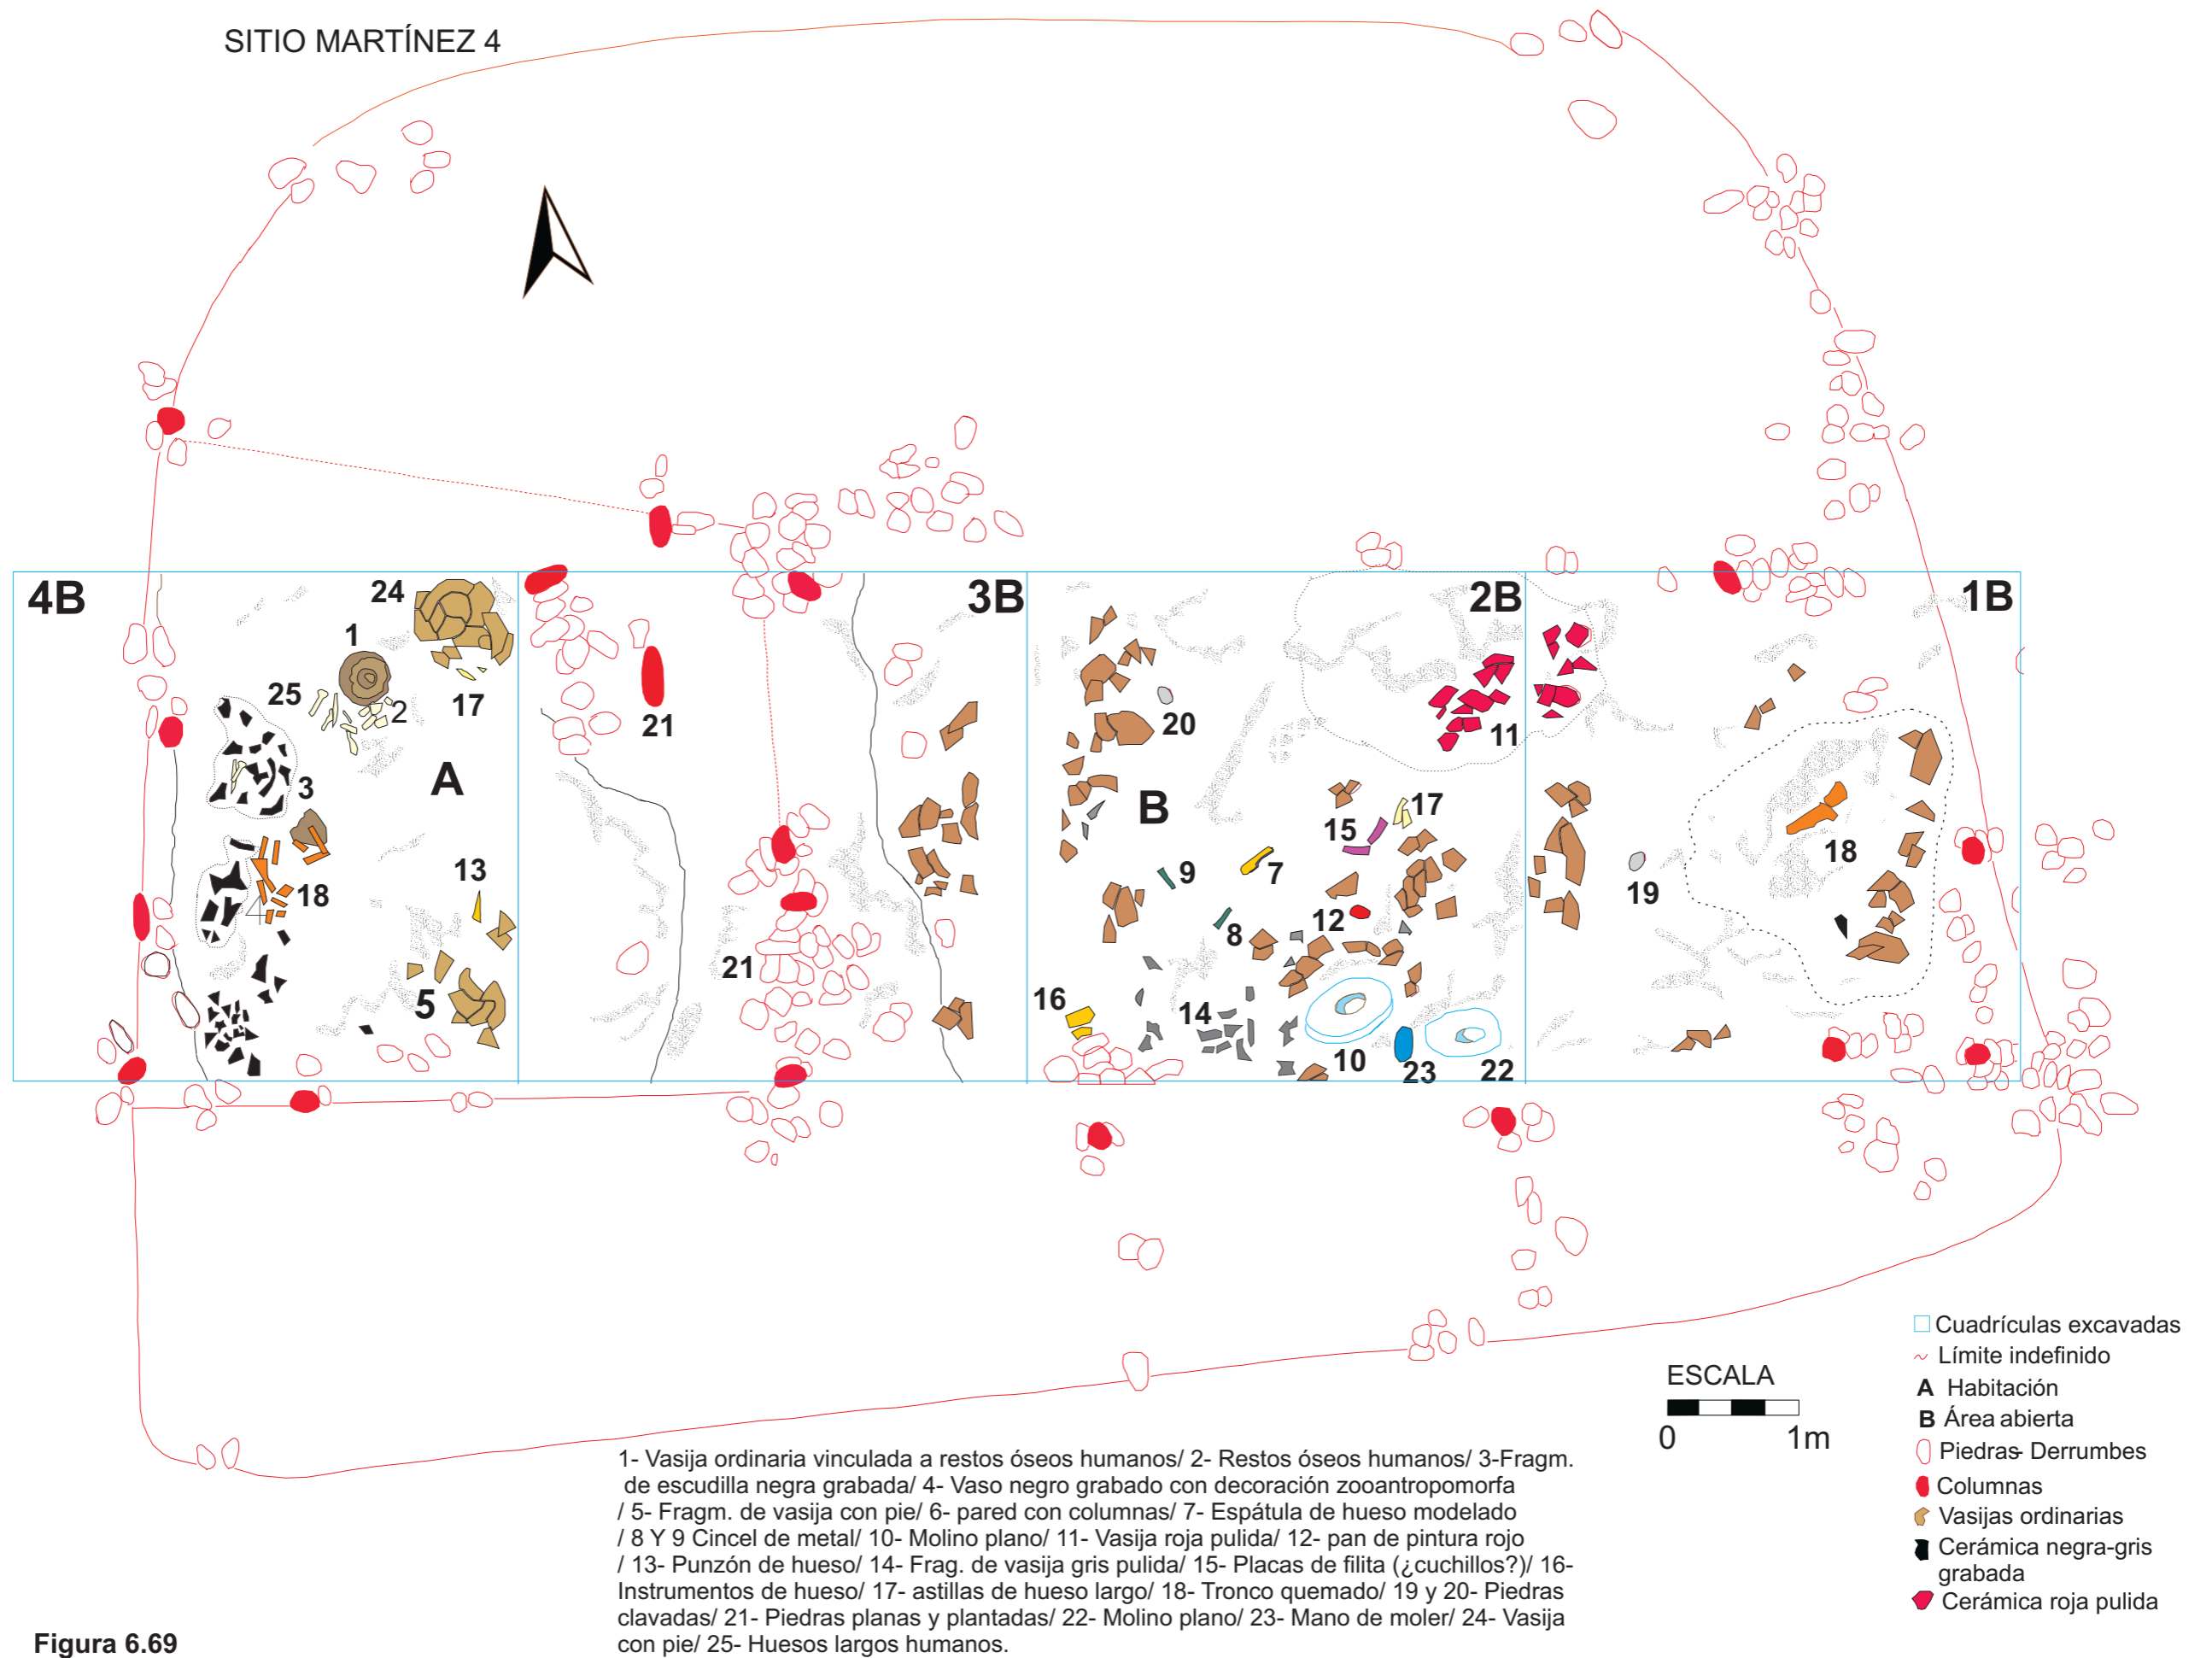 SITIO MARTÍNEZ 4
4B
3B
2B
1B
24
1
25
2
17
21
20
11
3
A
B
17
15
18
7
9
18
19
13
18
12
8
4
21
5
16
14
10
23
22
ESCALA
0 1m
Cuadrículas excavadas
Límite indefinido
A Habitación
B Área abierta
Piedras- Derrumbes
Columnas
Vasijas ordinarias
Cerámica negra-gris
grabada
Cerámica roja pulida
1- Vasija ordinaria vinculada a restos óseos humanos/ 2- Restos óseos humanos/ 3-Fragm.
de escudilla negra grabada/ 4- Vaso negro grabado con decoración zooantropomorfa
/ 5- Fragm. de vasija con pie/ 6- pared con columnas/ 7- Espátula de hueso modelado
/ 8 Y 9 Cincel de metal/ 10- Molino plano/ 11- Vasija roja pulida/ 12- pan de pintura rojo
/ 13- Punzón de hueso/ 14- Frag. de vasija gris pulida/ 15- Placas de filita (¿cuchillos?)/ 16-
Instrumentos de hueso/ 17- astillas de hueso largo/ 18- Tronco quemado/ 19 y 20- Piedras
clavadas/ 21- Piedras planas y plantadas/ 22- Molino plano/ 23- Mano de moler/ 24- Vasija
con pie/ 25- Huesos largos humanos.
Figura 6.69